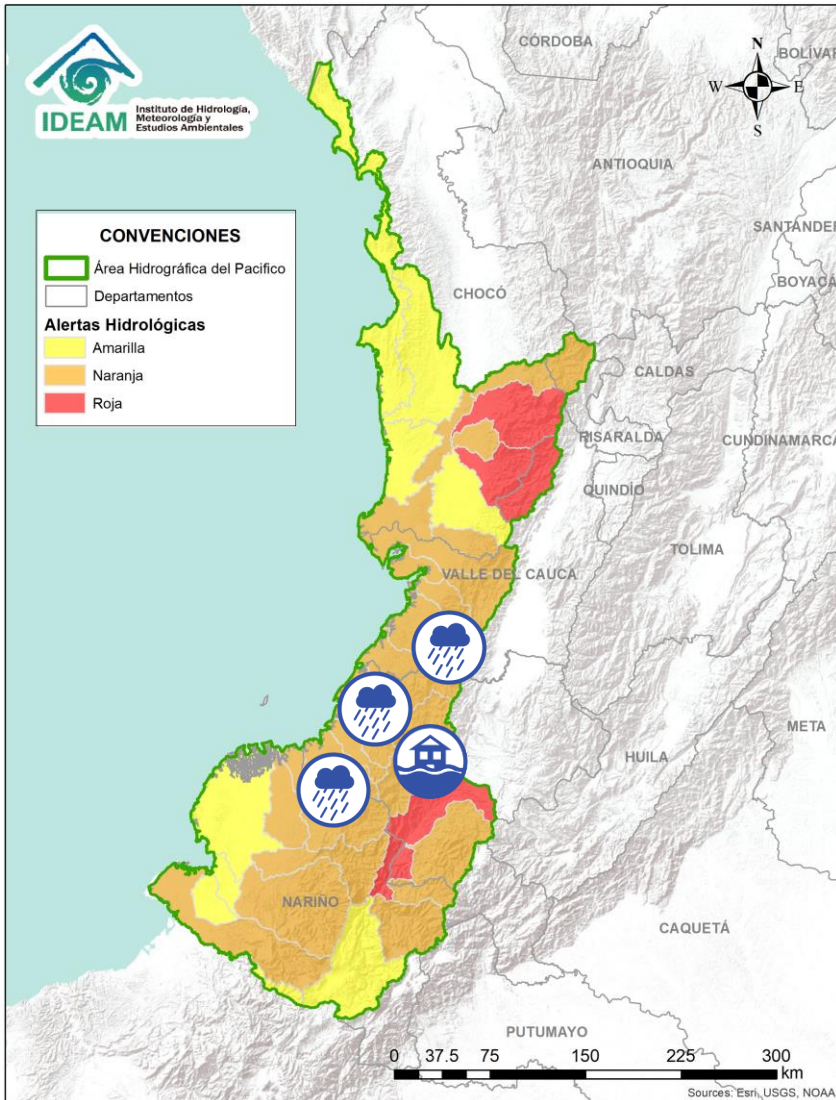 IDEAM
Instituto de Hidrología,
Meteorología y
Estudios Ambientales
CÓRDOBA
BOLÍVAR
N
W
E
S
ANTIOQUIA
SANTANDER
BOYACÁ
CONVENCIONES
Área Hidrográfica del Pacifico
Departamentos
Alertas Hidrológicas
Amarilla
Naranja
Roja
CHOCÓ
CALDAS
RISARALDA
CUNDINAMARCA
QUINDÍO
TOLIMA
VALLE DEL CAUCA
META
HUILA
NARIÑO
CAQUETÁ
PUTUMAYO
0 37.5 75 150 225 300
km
Sources: Esri, USGS, NOAA